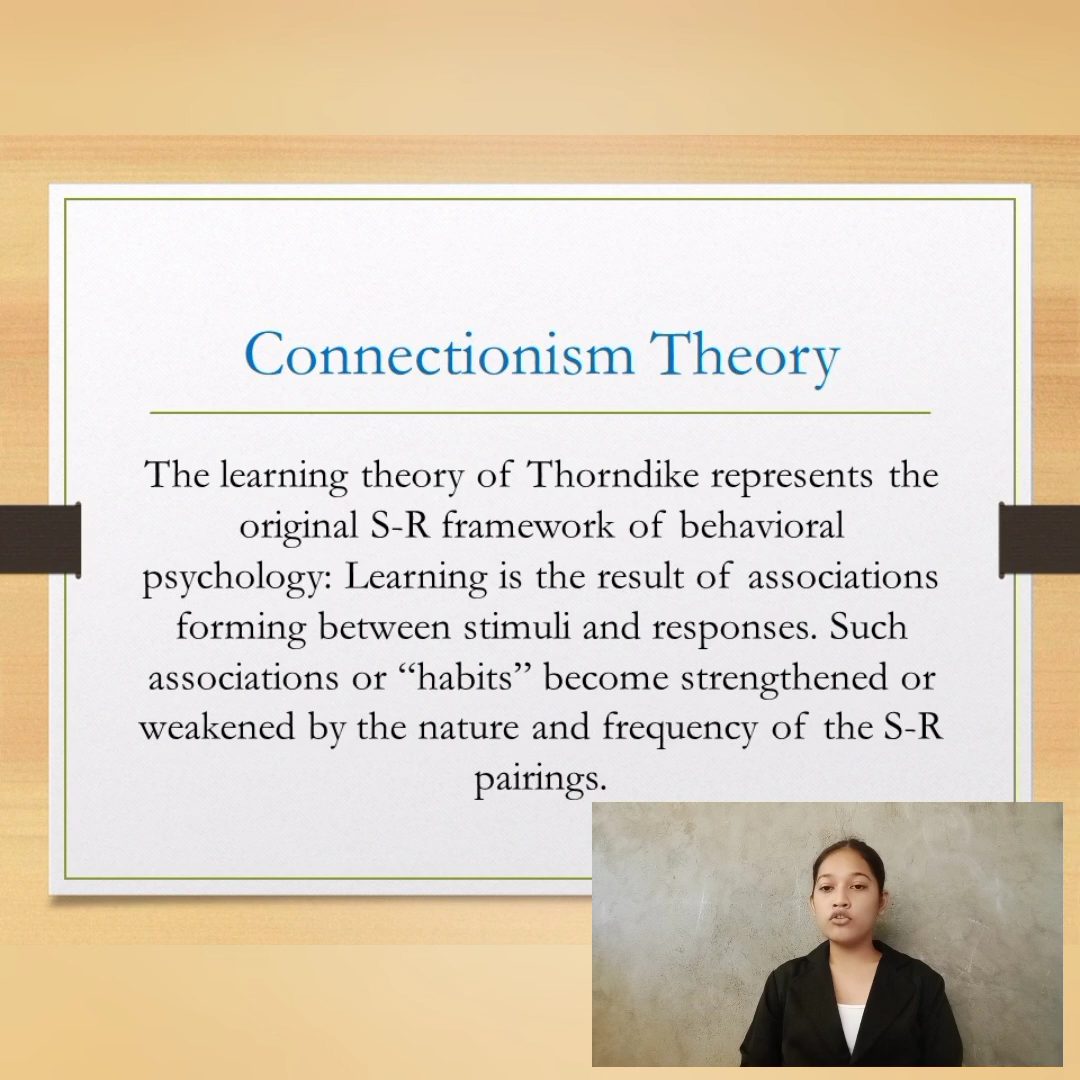 Connectionism Theory
The learning theory of Thorndike represents the
original S-R framework of behavioral
psychology: Learning is the result of associations
forming between stimuli and responses. Such
associations or “habits” become strengthened or
weakened by the nature and frequency of the S-R
pairings.